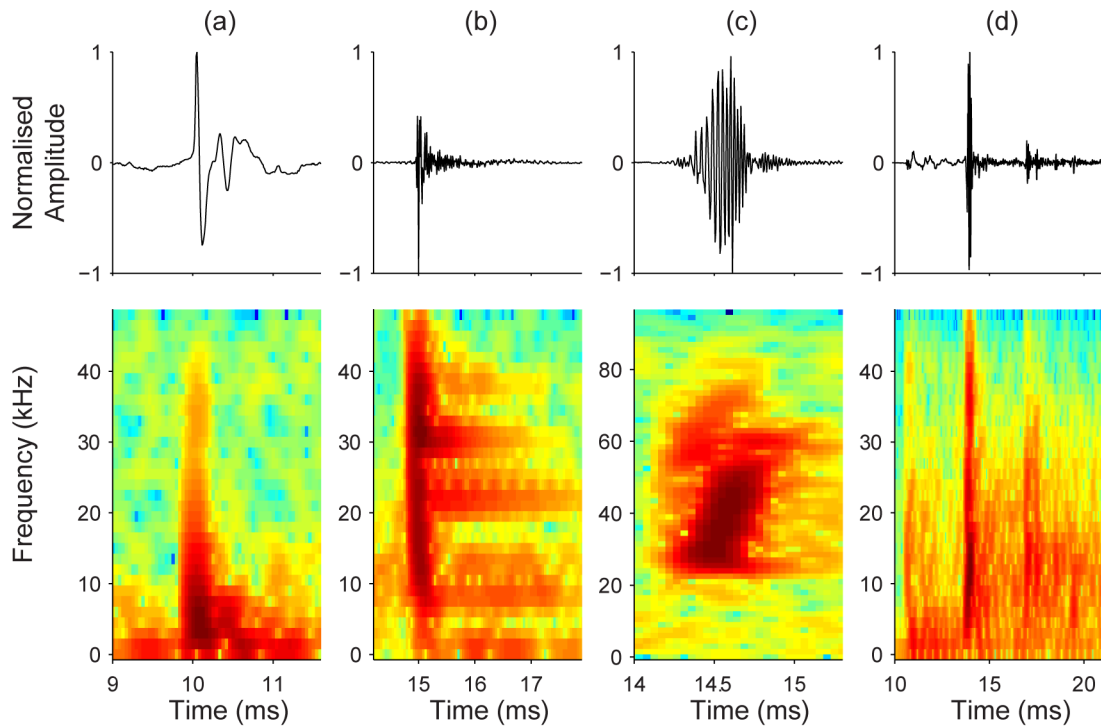 (a) (b) (c) (d)
Normalised
Amplitude
1 1 1 1
0 0 0 0
−1 −1 −1 −1
Frequency (kHz)
40 40 80 40
30 30 60 30
20 20 40 20
10 10 20 10
0 0 0 0
9 10 11 15 16 17 14 14.5 15 10 15 20
Time (ms) Time (ms) Time (ms) Time (ms)